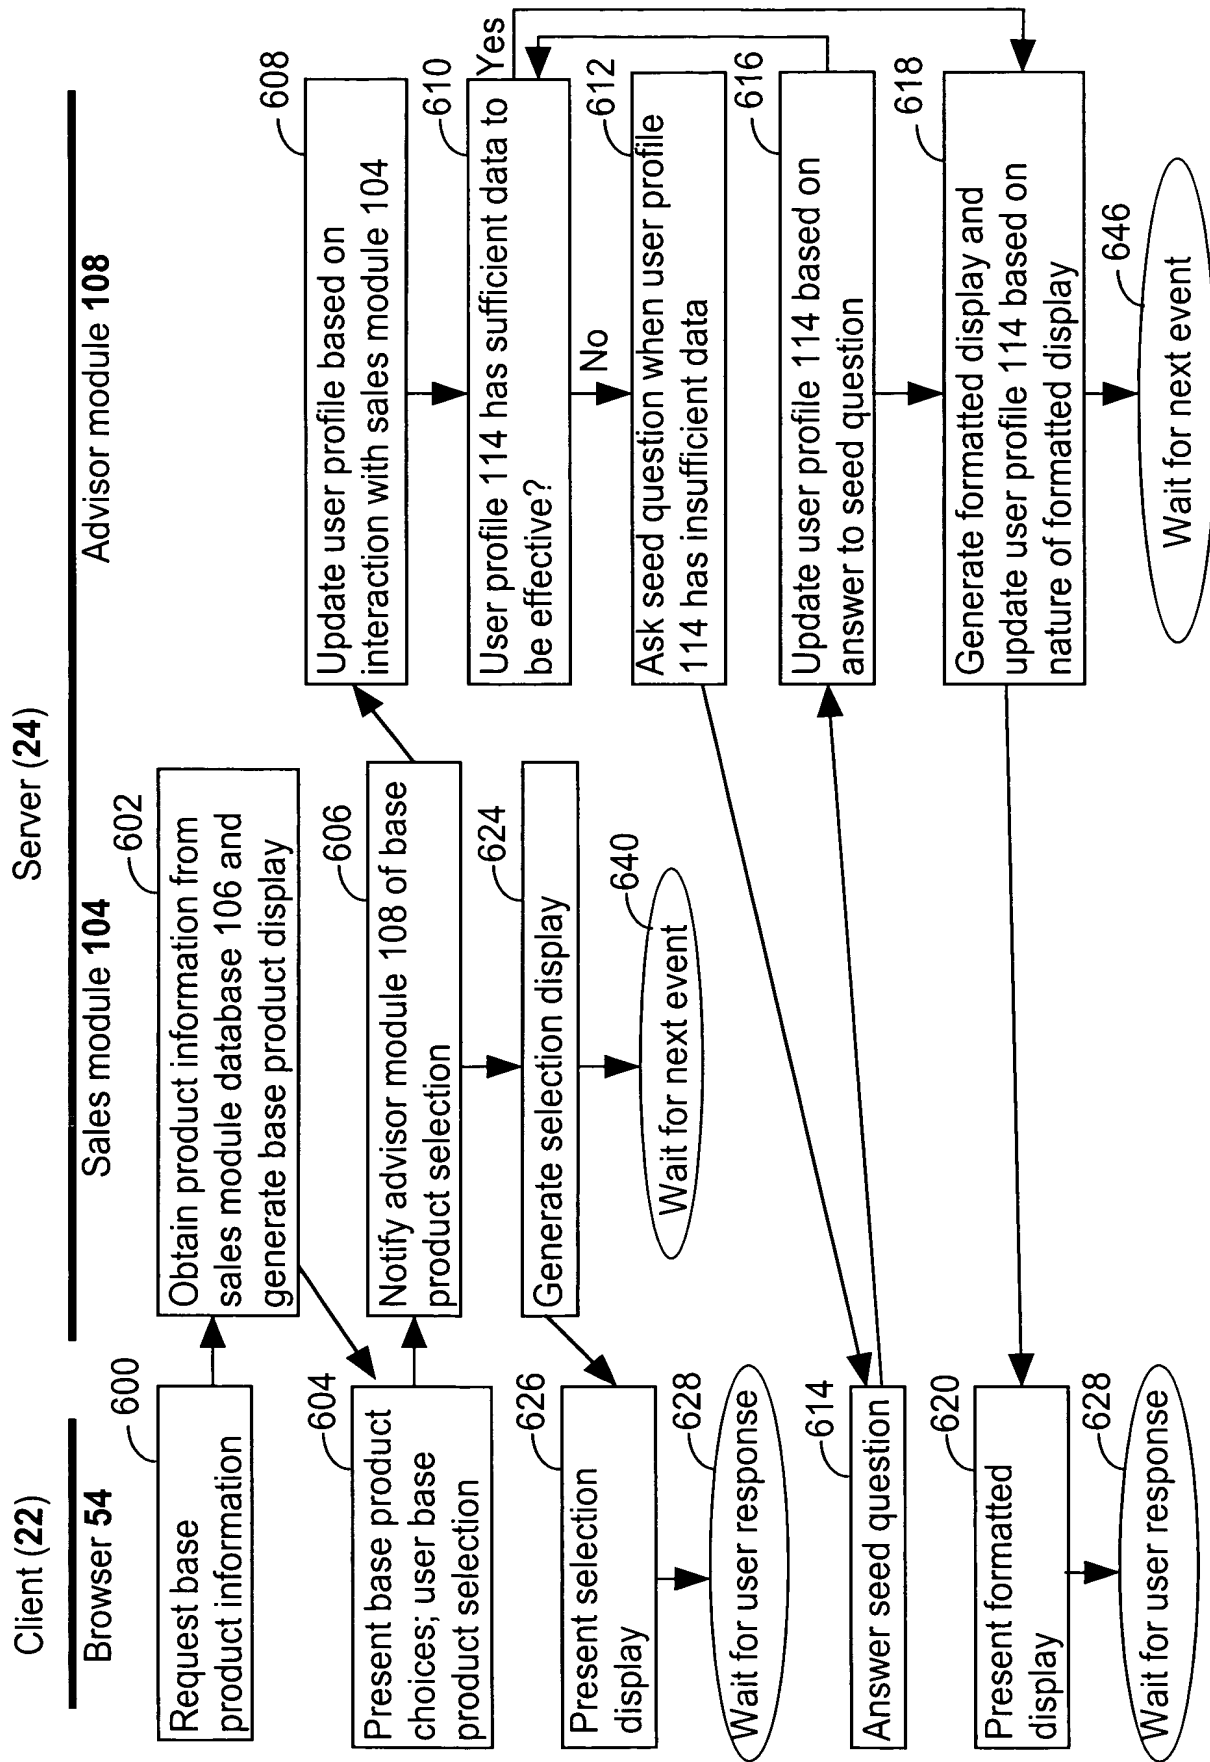 Client (22)
Server (24)
Browser 54
Sales module 104
Advisor module 108
600
Request base
product information
602
Obtain product information from
sales module database 106 and
generate base product display
604
Present base product
choices; user base
product selection
606
Notify advisor module 108 of base
product selection
608
Update user profile based on
interaction with sales module 104
610
User profile 114 has sufficient data to
be effective?
Yes
No
612
Ask seed question when user profile
114 has insufficient data
624
Generate selection display
626
Present selection
display
640
Wait for next event
628
Wait for user response
614
Answer seed question
616
Update user profile 114 based on
answer to seed question
618
Generate formatted display and
update user profile 114 based on
nature of formatted display
620
Present formatted
display
628
Wait for user response
646
Wait for next event